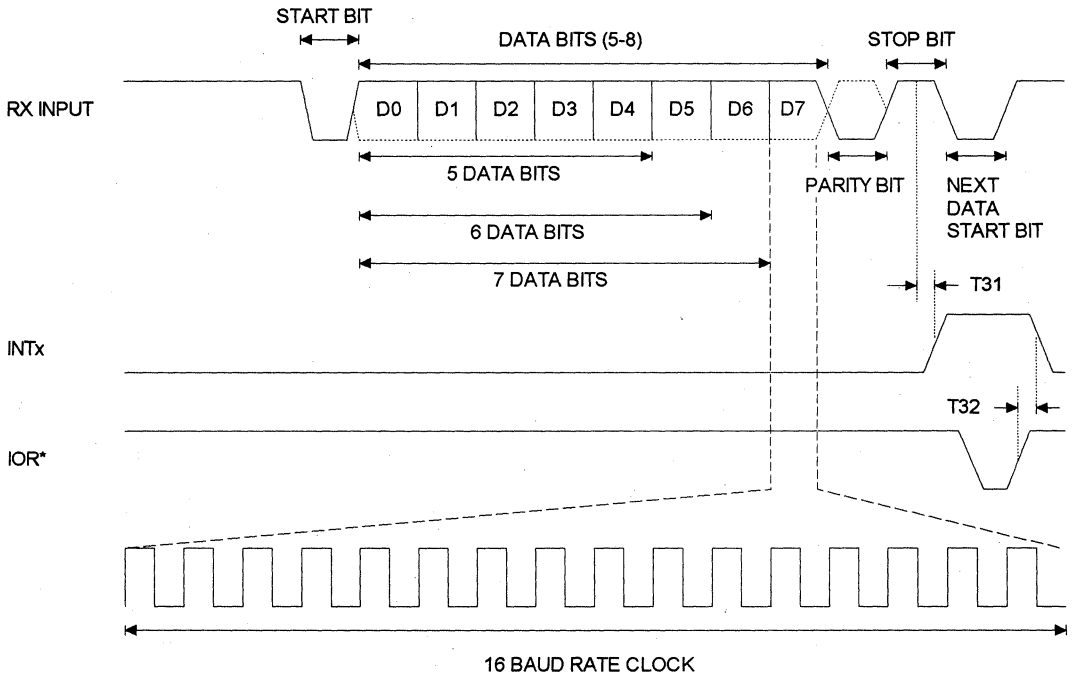 START BIT
DATA BITS (5-8)
STOP BIT
RX INPUT
D0 D1 D2 D3 D4 D5 D6 D7
5 DATA BITS
PARITY BIT
NEXT
DATA
START BIT
6 DATA BITS
7 DATA BITS
T31
INTx
T32
IOR*
16 BAUD RATE CLOCK